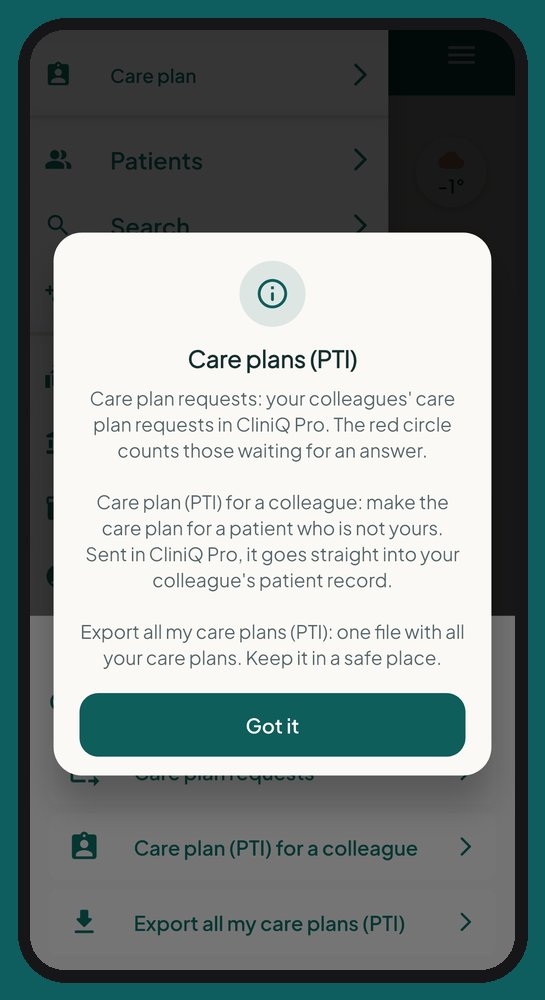 Care plan
Patients
-1°
Search
Care plans (PTI)
Care plan requests: your colleagues' care
plan requests in CliniQ Pro. The red circle
counts those waiting for an answer.
Care plan (PTI) for a colleague: make the
care plan for a patient who is not yours.
Sent in CliniQ Pro, it goes straight into your
colleague's patient record.
Export all my care plans (PTI): one file with all
your care plans. Keep it in a safe place.
Got it
Care plan requests
Care plan (PTI) for a colleague
Export all my care plans (PTI)